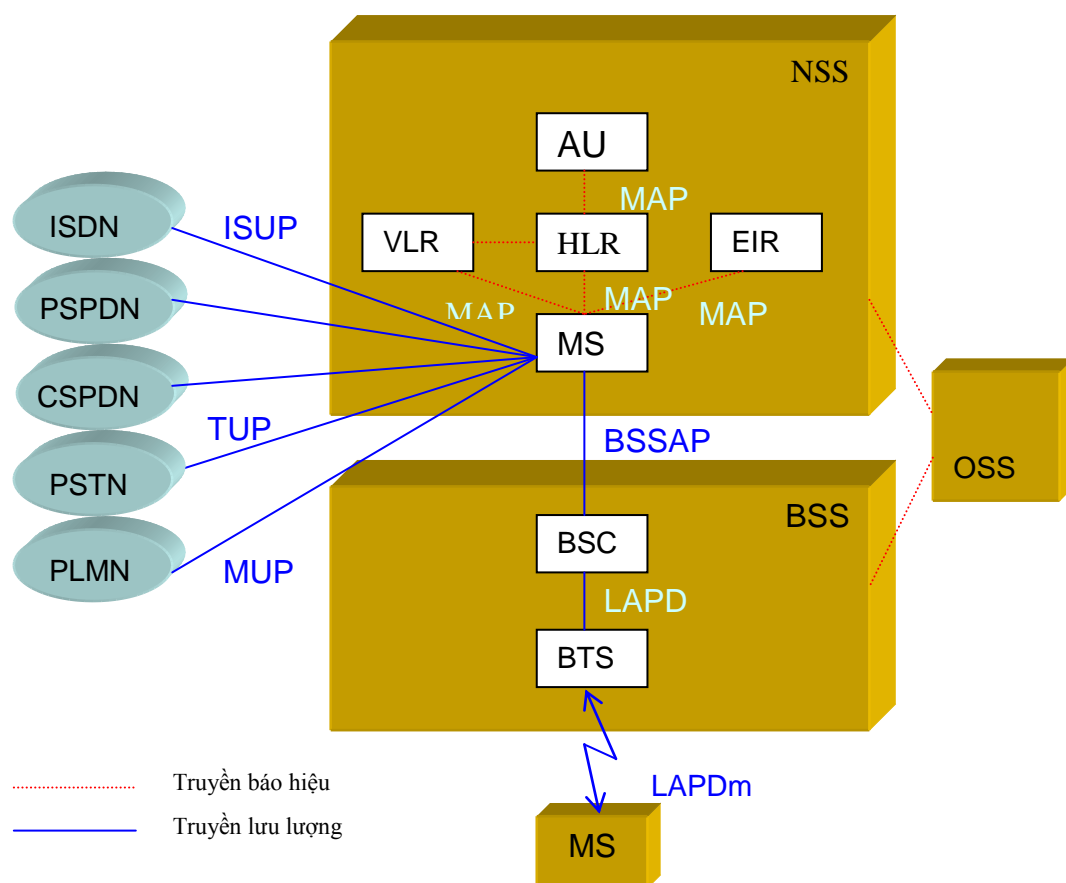 NSS
AU
MAP
ISDN
ISUP
VLR
HLR
EIR
PSPDN
MAP
MAP
MAP
MS
CSPDN
TUP
BSSAP
OSS
PSTN
BSS
BSC
PLMN
MUP
LAPD
BTS
Truyền báo hiệu
LAPDm
Truyền lưu lượng
MS